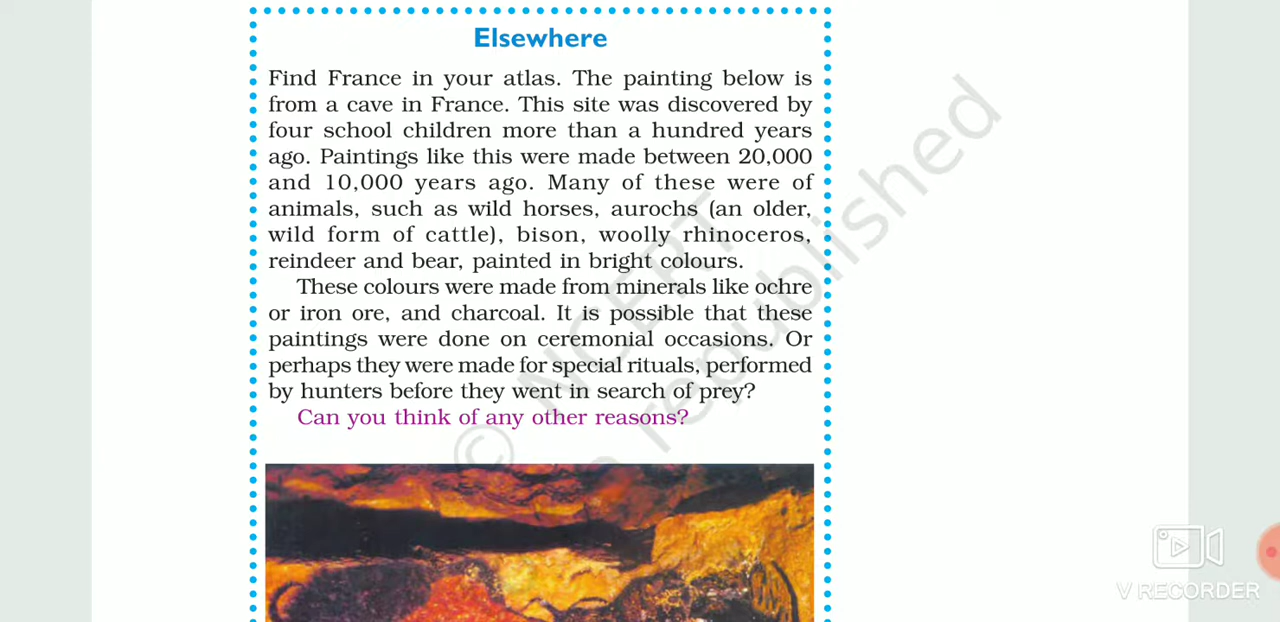 Elsewhere
Find France in your atlas. The painting below is
from a cave in France. This site was discovered by
four school children more than a hundred years
ago. Paintings like this were made between 20,000
and 10,000 years ago. Many of these were of
animals, such as wild horses, aurochs (an older,
wild form of cattle), bison, woolly rhinoceros,
reindeer and bear, painted in bright colours.
These colours were made from minerals like ochre
or iron ore, and charcoal. It is possible that these
paintings were done on ceremonial occasions. Or
perhaps they were made for special rituals, performed
by hunters before they went in search of prey?
Can you think of any other reasons?
© NCERT
republished
V RECORDER